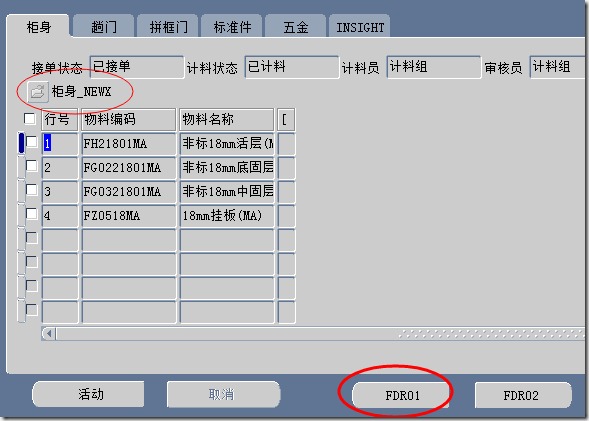 柜身 趟门 拼框门 标准件 五金 INSIGHT
接单状态 已接单 计料状态 已计料 计料员 计料组 审核员 计料组
柜身_NEWX
行号 物料编码 物料名称 [
1 FH21801MA 非标18mm活层(M
2 FG0221801MA 非标18mm底固层
3 FG0321801MA 非标18mm中固层
4 FZ0518MA 18mm挂板(MA)
活动 取消 FDR01 FDR02